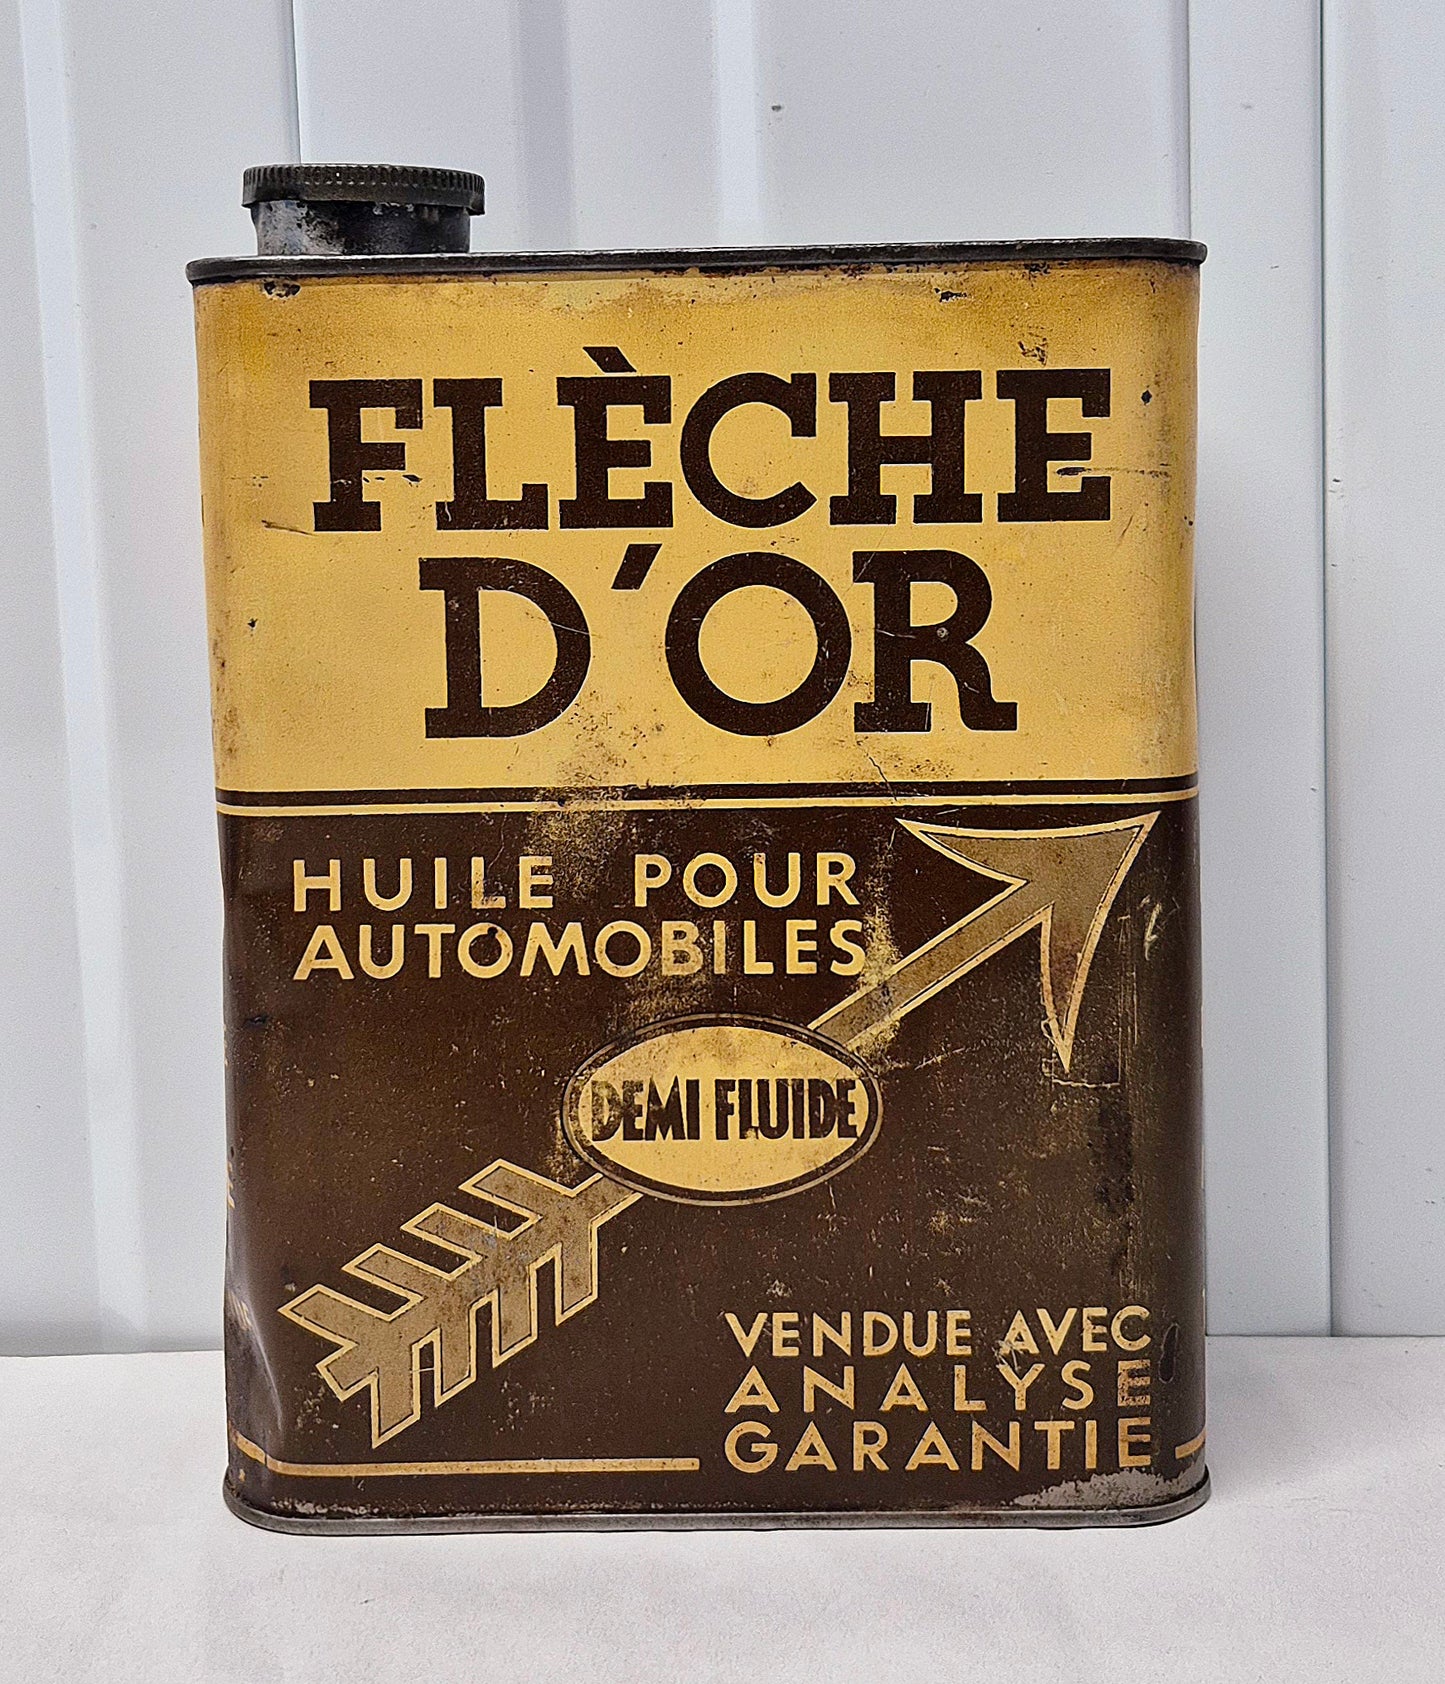 FLÈCHE
D'OR
HUILE POUR
AUTOMOBILES
DEMI FLUIDE
VENDUE AVEC
ANALYSE
GARANTIE